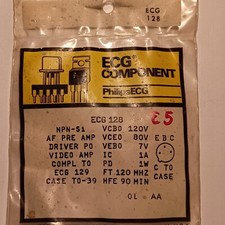 ECG
128
ECG®
COMPONENT
PhilipsECG
ECG 128 E5
NPN-SI VCBO 120V
AF PRE AMP VCEO 80V E B C
DRIVER PO VEBO 7V
VIDEO AMP IC 1A
COMPL TO PD 1W C TO
ECG 129 FT 120 MHZ CASE
CASE TO-39 HFE 90 MIN
01 AA